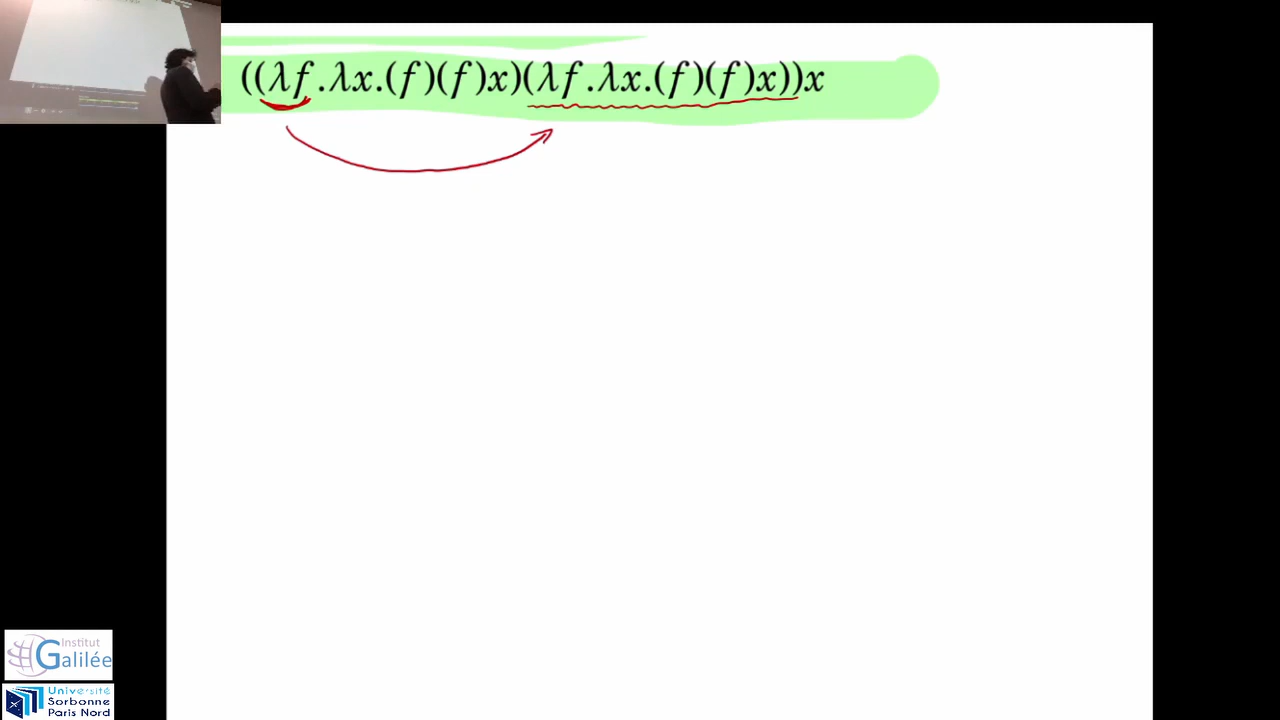 ((λf.λx.(f)(f)x)(λf.λx.(f)(f)x))x
Institut
Galilée
Université
Sorbonne
Paris Nord